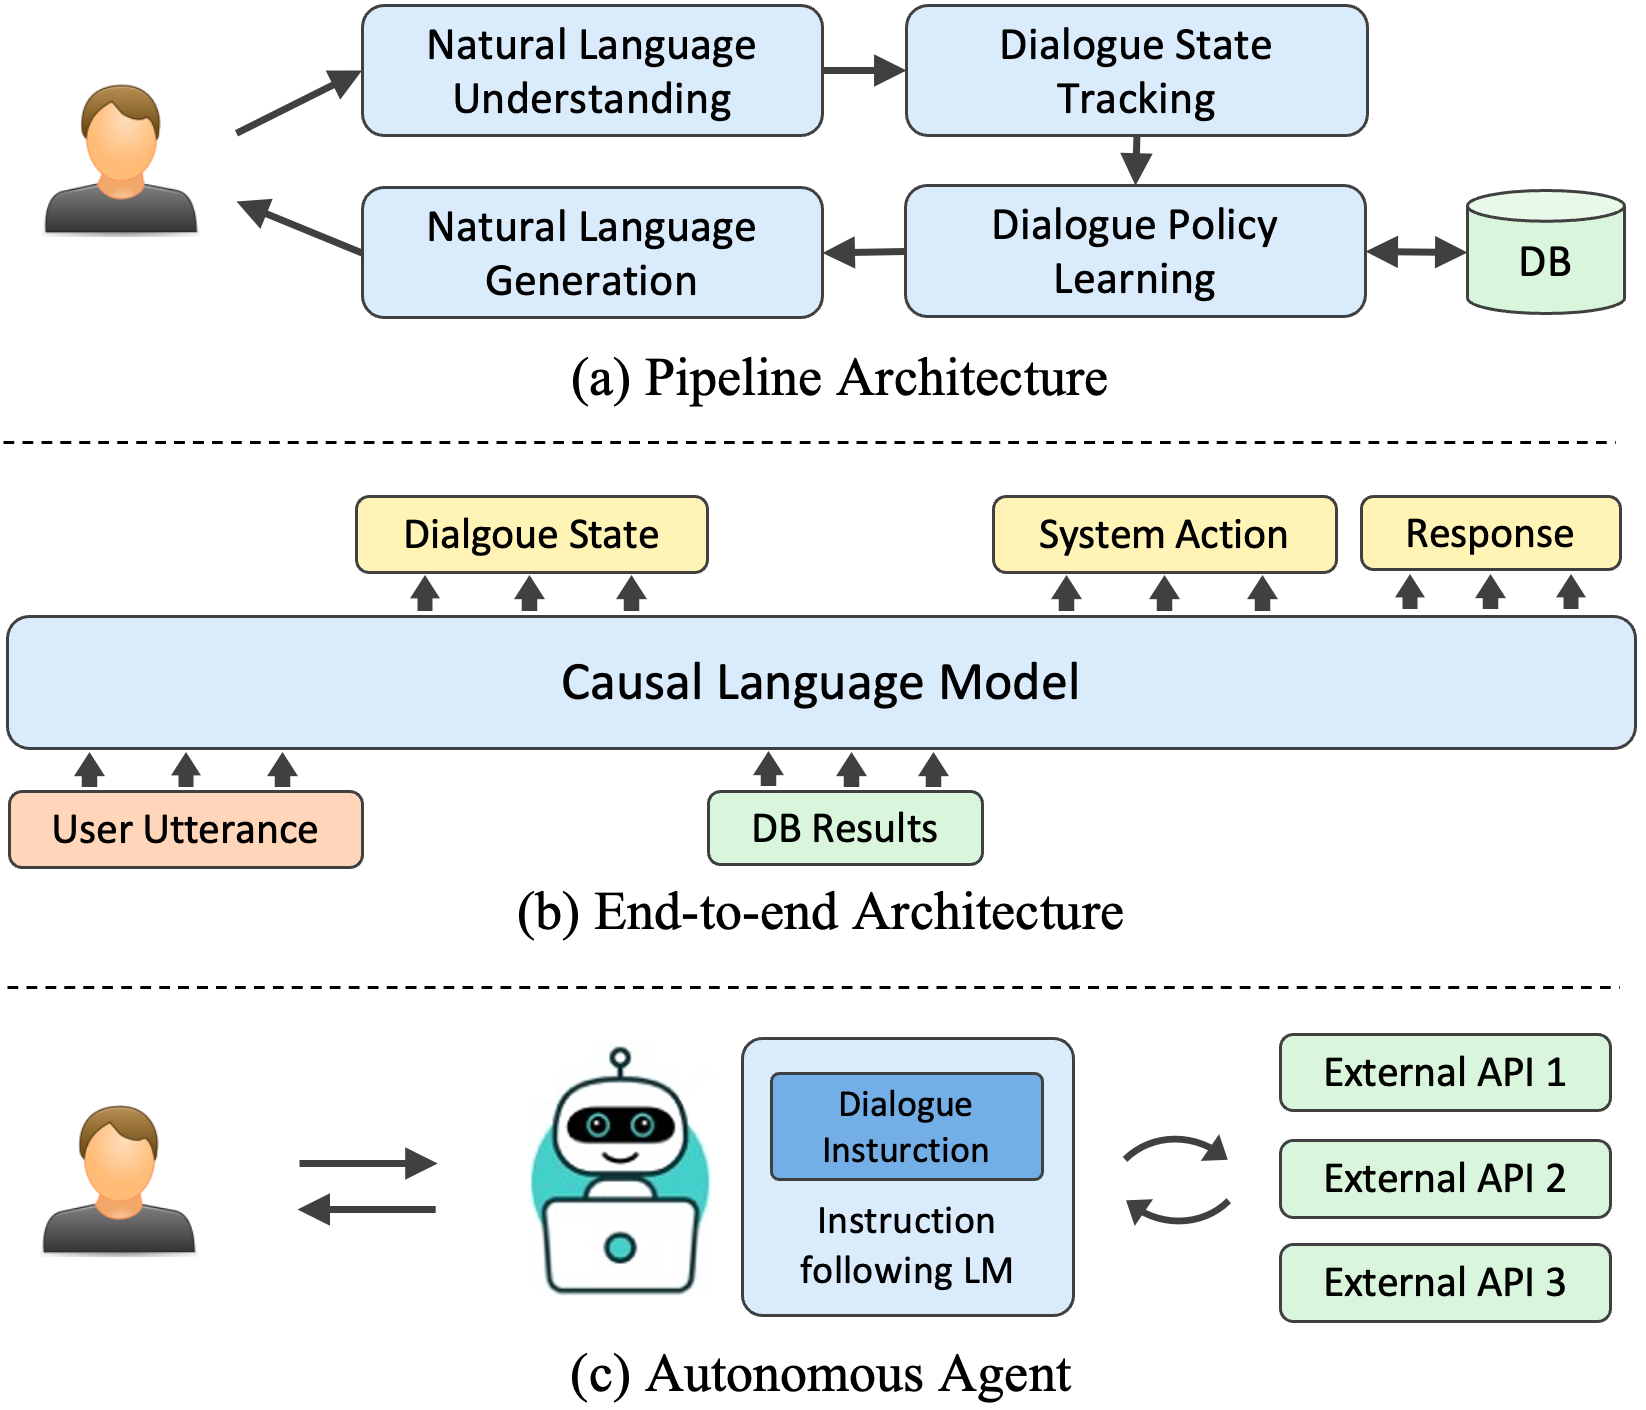 Natural Language
Understanding
Dialogue State
Tracking
Natural Language
Generation
Dialogue Policy
Learning
DB
(a) Pipeline Architecture
Dialgoue State
System Action
Response
Causal Language Model
User Utterance
DB Results
(b) End-to-end Architecture
Dialogue
Insturction
Instruction
following LM
External API 1
External API 2
External API 3
(c) Autonomous Agent